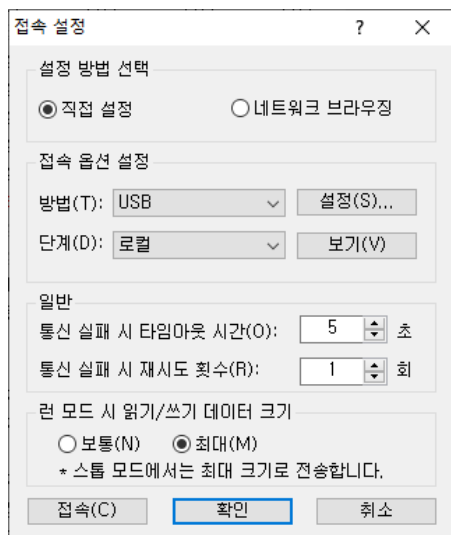 접속 설정 ? ×
설정 방법 선택
직접 설정 네트워크 브라우징
접속 옵션 설정
방법(T): USB 설정(S)...
단계(D): 로컬 보기(V)
일반
통신 실패 시 타임아웃 시간(O): 5 초
통신 실패 시 재시도 횟수(R): 1 회
런 모드 시 읽기/쓰기 데이터 크기
보통(N) 최대(M)
* 스톱 모드에서는 최대 크기로 전송합니다.
접속(C) 확인 취소